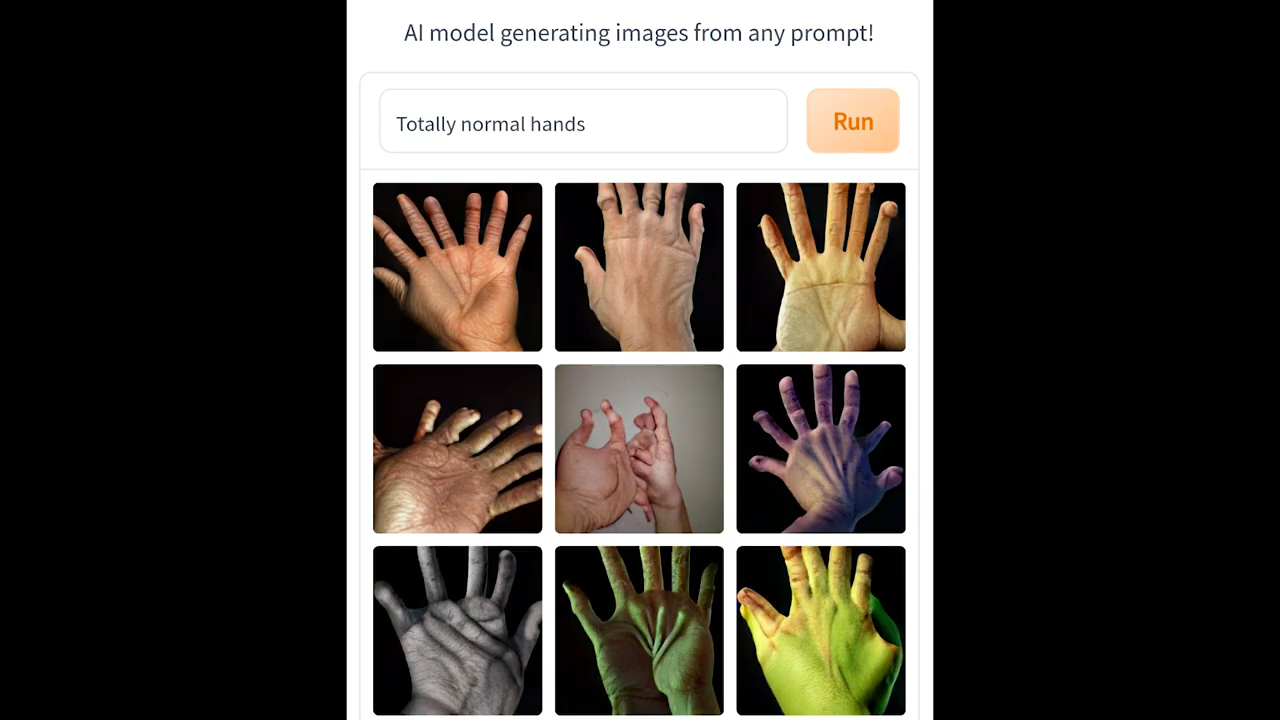 AI model generating images from any prompt!
Totally normal hands
Run